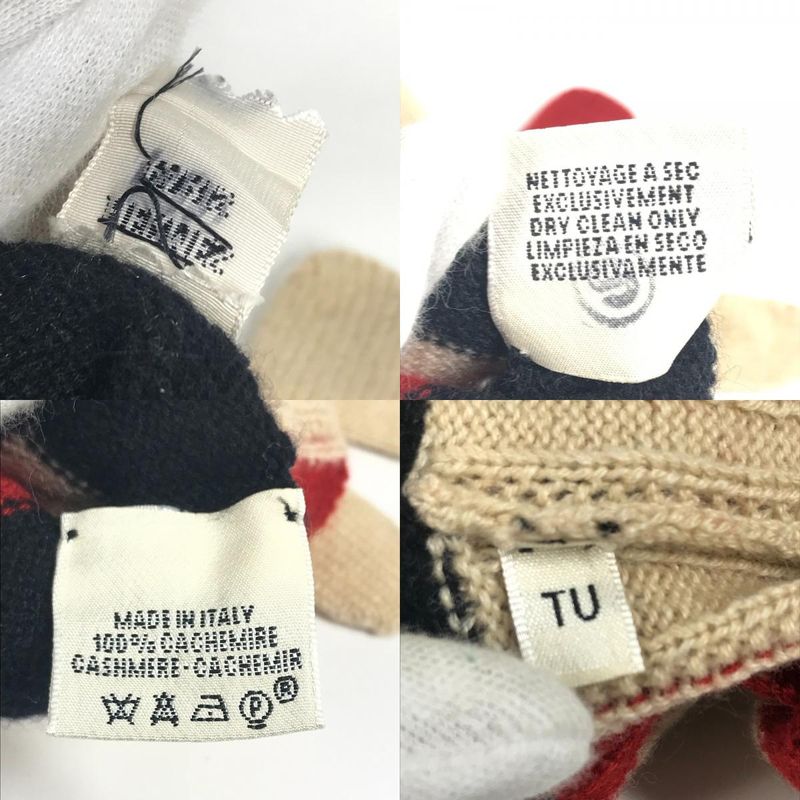 NETTOYAGE A SEC
EXCLUSIVEMENT
DRY CLEAN ONLY
LIMPIEZA EN SECO
EXCLUSIVAMENTE
MADE IN ITALY
100% CACHEMIRE
CASHMERE-CACHEMIR
P R
TU